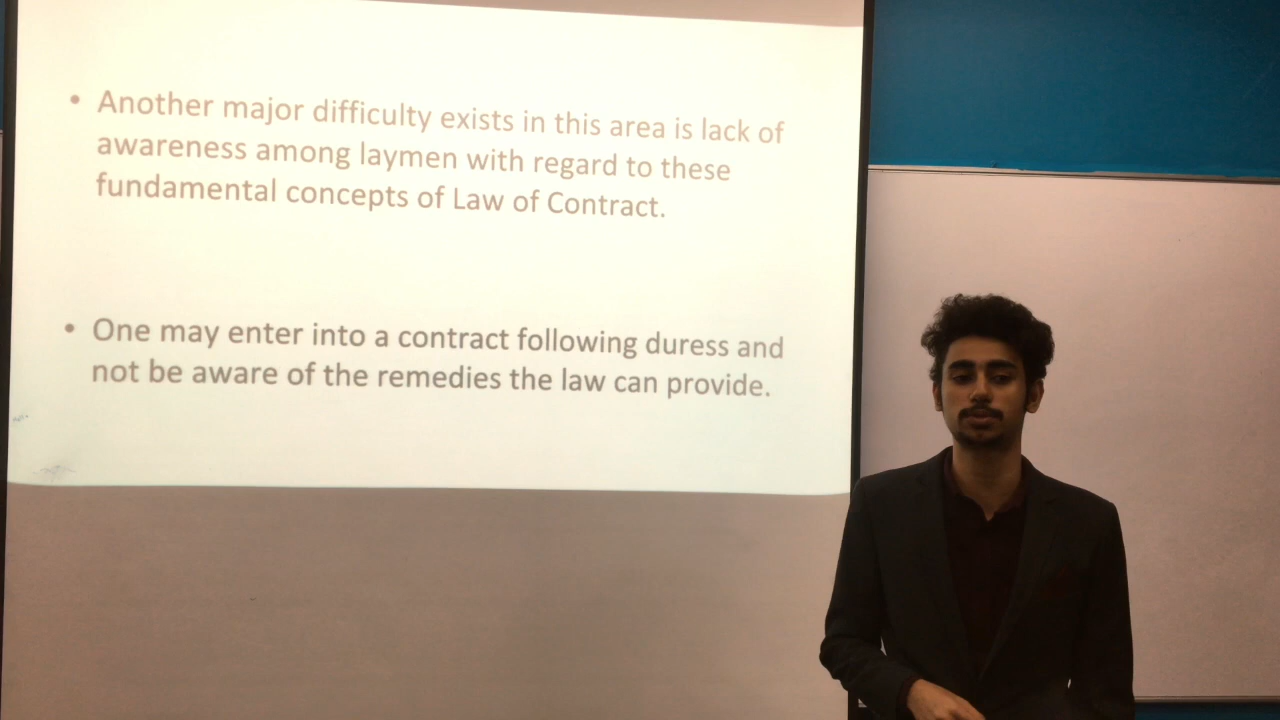 • Another major difficulty exists in this area is lack of
awareness among laymen with regard to these
fundamental concepts of Law of Contract.
• One may enter into a contract following duress and
not be aware of the remedies the law can provide.